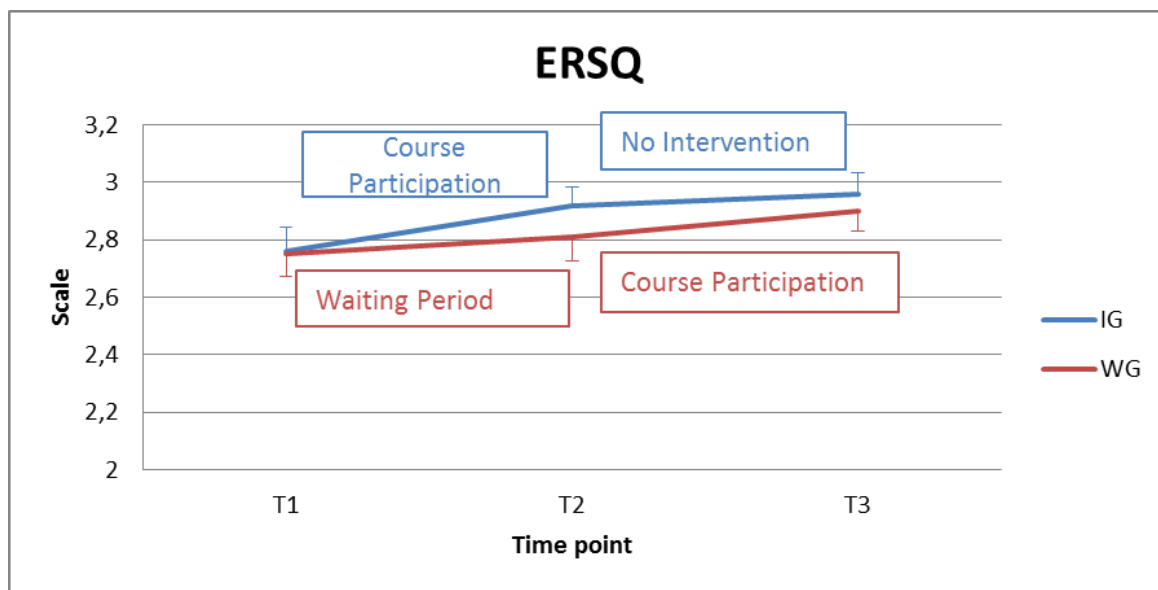 ERSQ
3,2
3
2,8
2,6
2,4
2,2
2
Scale
Course
Participation
No Intervention
Waiting Period
Course Participation
IG
WG
T1
T2
T3
Time point